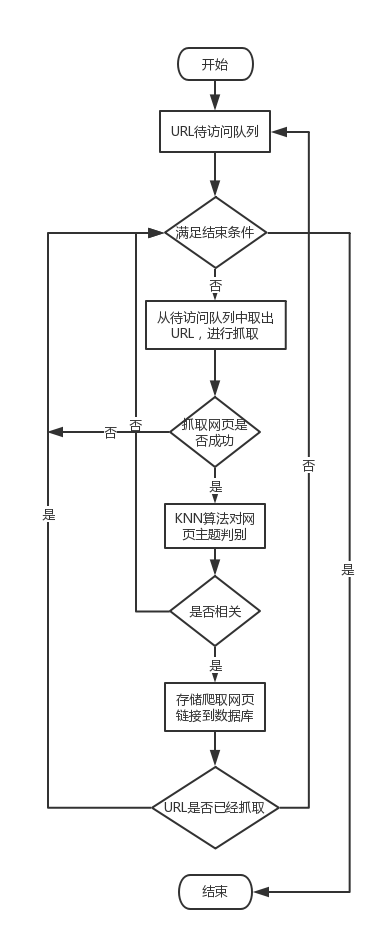 开始
URL待访问队列
满足结束条件
否
从待访问队列中取出
URL，进行抓取
抓取网页是
否成功
否
否
否
是
是
KNN算法对网
页主题判别
是
是否相关
是
存储爬取网页
链接到数据库
URL是否已经抓取
结束